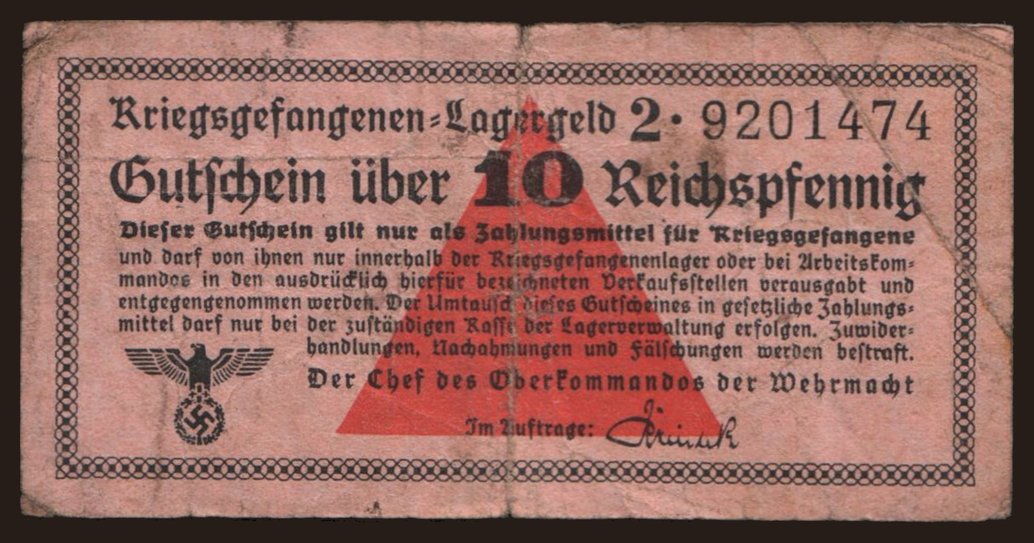 Kriegsgefangenen-Lagergeld 2 · 9201474
Gutschein über 10 Reichspfennig
Dieser Gutschein gilt nur als Zahlungsmittel für Kriegsgefangene
und darf von ihnen nur innerhalb der Kriegsgefangenenlager oder bei Arbeitskom-
mandos in den ausdrücklich hierfür bezeichneten Verkaufsstellen verausgabt und
entgegengenommen werden. Der Umtausch dieses Gutscheines in gesetzliche Zahlungs-
mittel darf nur bei der zuständigen Kasse der Lagerverwaltung erfolgen. Zuwider-
handlungen, Nachahmungen und Fälschungen werden bestraft.
Der Chef des Oberkommandos der Wehrmacht
Im Auftrage: